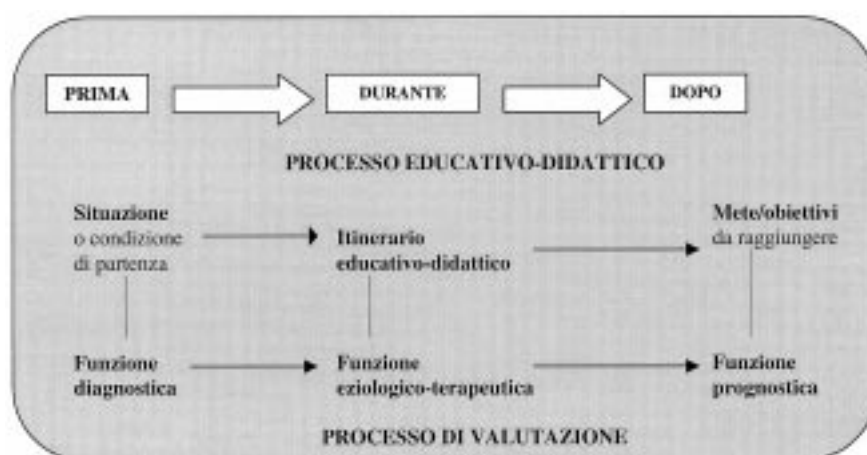 PRIMA
DURANTE
DOPO
PROCESSO EDUCATIVO-DIDATTICO
Situazione
o condizione
di partenza
Itinerario
educativo-didattico
Mete/obiettivi
da raggiungere
Funzione
diagnostica
Funzione
eziologico-terapeutica
Funzione
prognostica
PROCESSO DI VALUTAZIONE